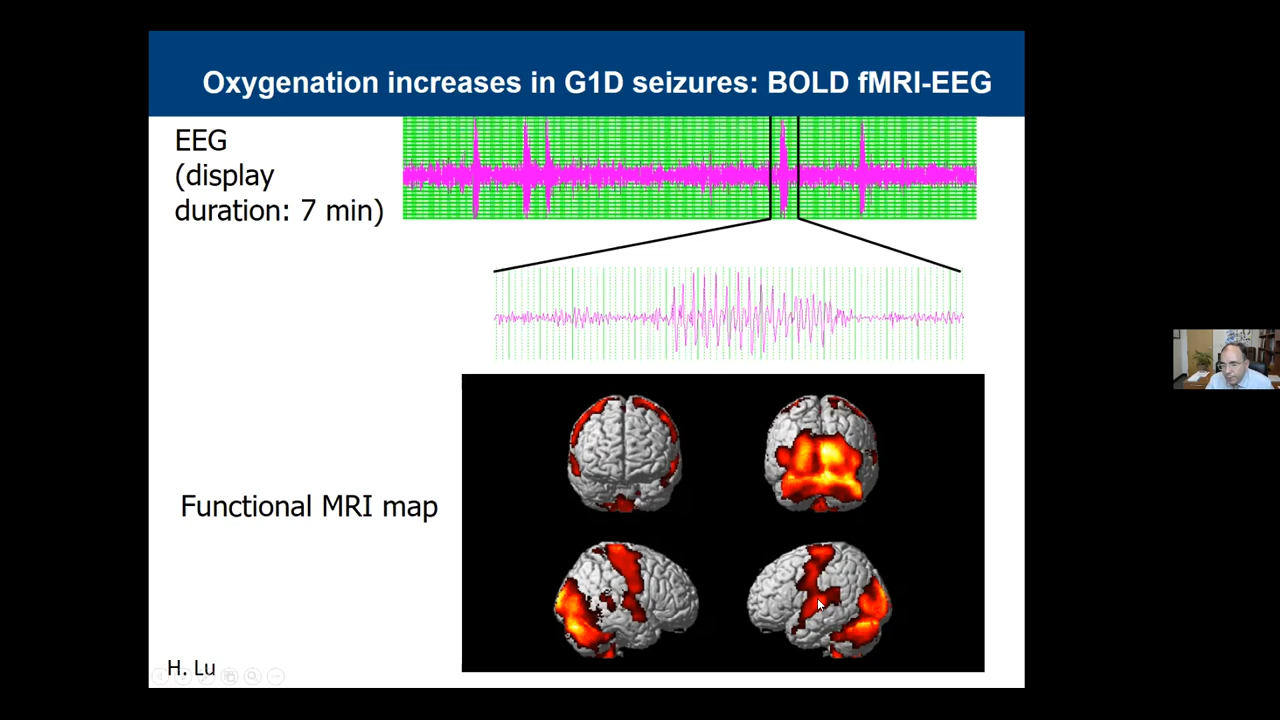 Oxygenation increases in G1D seizures: BOLD fMRI-EEG
EEG
(display
duration: 7 min)
Functional MRI map
H. Lu